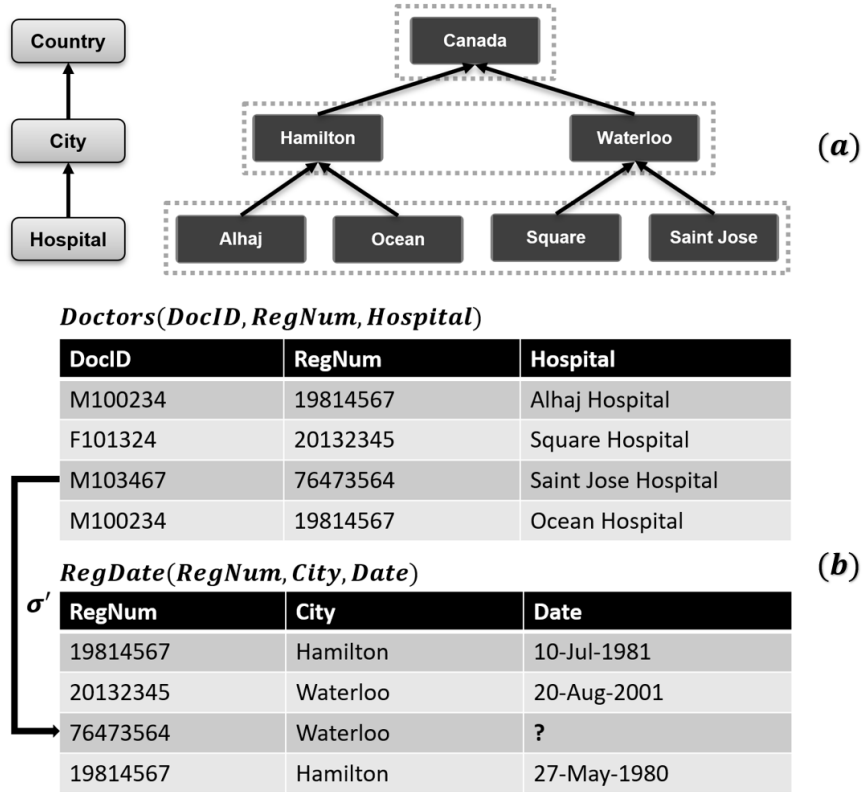 Country
Canada
City
Hamilton
Waterloo
(a)
Hospital
Alhaj
Ocean
Square
Saint Jose
Doctors(DocID, RegNum, Hospital)
DocID RegNum Hospital
M100234 19814567 Alhaj Hospital
F101324 20132345 Square Hospital
M103467 76473564 Saint Jose Hospital
M100234 19814567 Ocean Hospital
(b)
RegDate(RegNum, City, Date)
σ′
RegNum City Date
19814567 Hamilton 10-Jul-1981
20132345 Waterloo 20-Aug-2001
76473564 Waterloo ?
19814567 Hamilton 27-May-1980